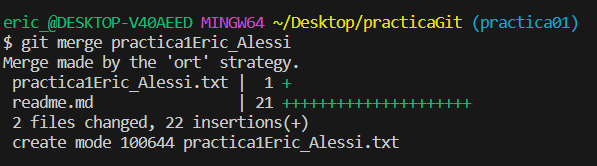 eric_@DESKTOP-V40AEED MINGW64 ~/Desktop/practicaGit (practica01)
$ git merge practica1Eric_Alessi
Merge made by the 'ort' strategy.
 practica1Eric_Alessi.txt |  1 +
 readme.md                | 21 +++++++++++++++++++++
 2 files changed, 22 insertions(+)
 create mode 100644 practica1Eric_Alessi.txt